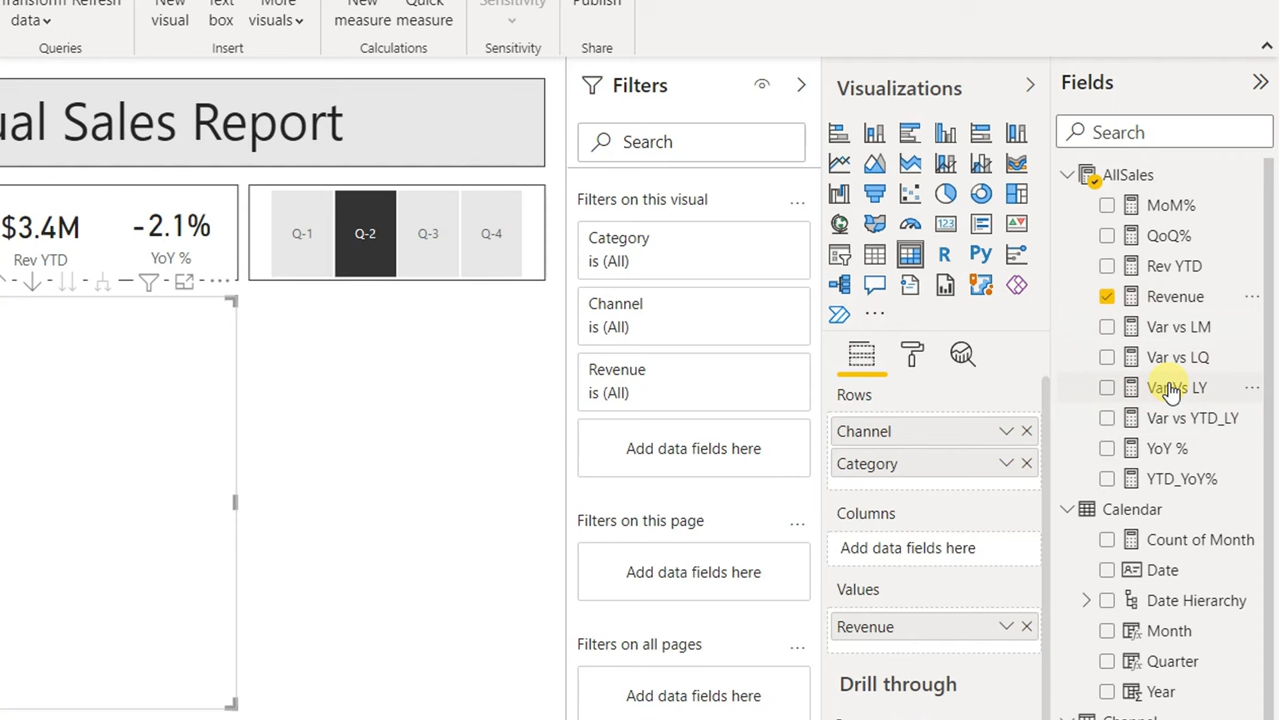 Transform Refresh
data
Queries
New
visual
Text
box
More
visuals
Insert
New
measure
Quick
measure
Calculations
Sensitivity
Sensitivity
Publish
Share
ual Sales Report
$3.4M
Rev YTD
-2.1%
YoY %
Q-1
Q-2
Q-3
Q-4
Filters
Search
Filters on this visual
Category
is (All)
Channel
is (All)
Revenue
is (All)
Add data fields here
Filters on this page
Add data fields here
Filters on all pages
Add data fields here
Visualizations
123
R
Py
Rows
Channel
Category
Columns
Add data fields here
Values
Revenue
Drill through
Fields
Search
AllSales
MoM%
QoQ%
Rev YTD
Revenue
Var vs LM
Var vs LQ
Var Vs LY
Var vs YTD_LY
YoY %
YTD_YoY%
Calendar
Count of Month
Date
Date Hierarchy
Month
Quarter
Year
Channel